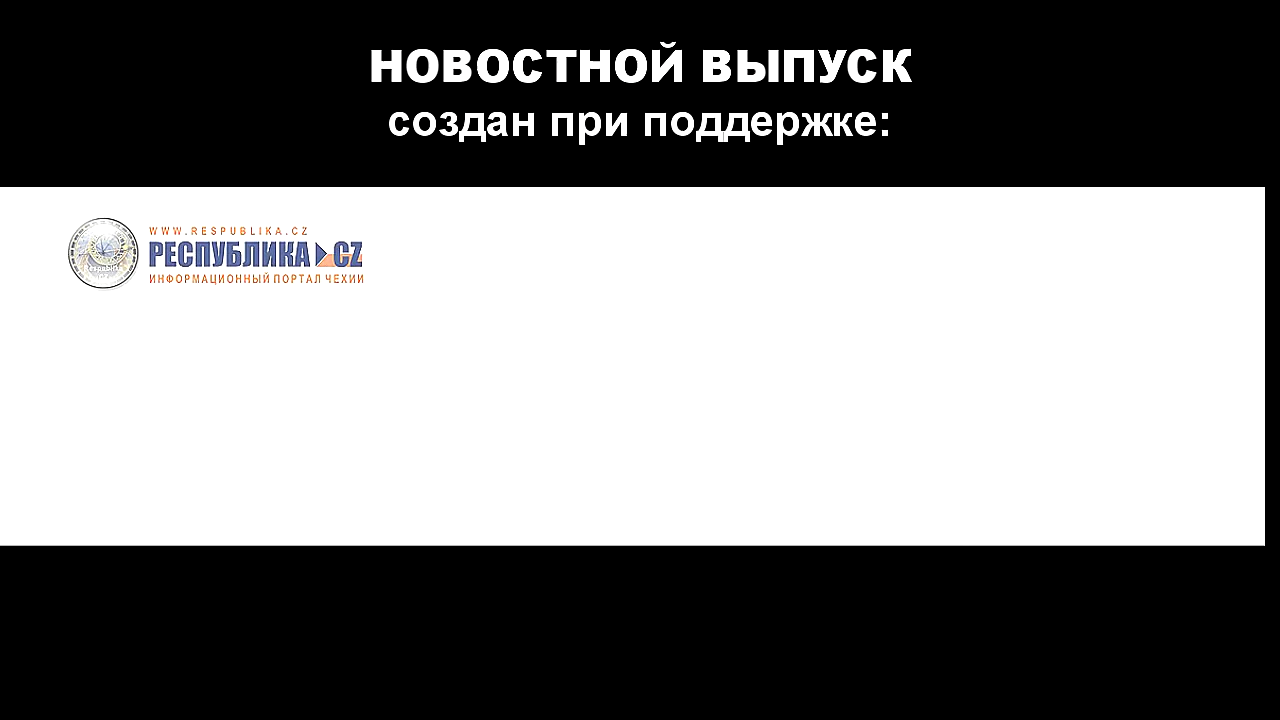 НОВОСТНОЙ ВЫПУСК
создан при поддержке:
WWW.RESPUBLIKA.CZ
РЕСПУБЛИКА CZ
ИНФОРМАЦИОННЫЙ ПОРТАЛ ЧЕХИИ